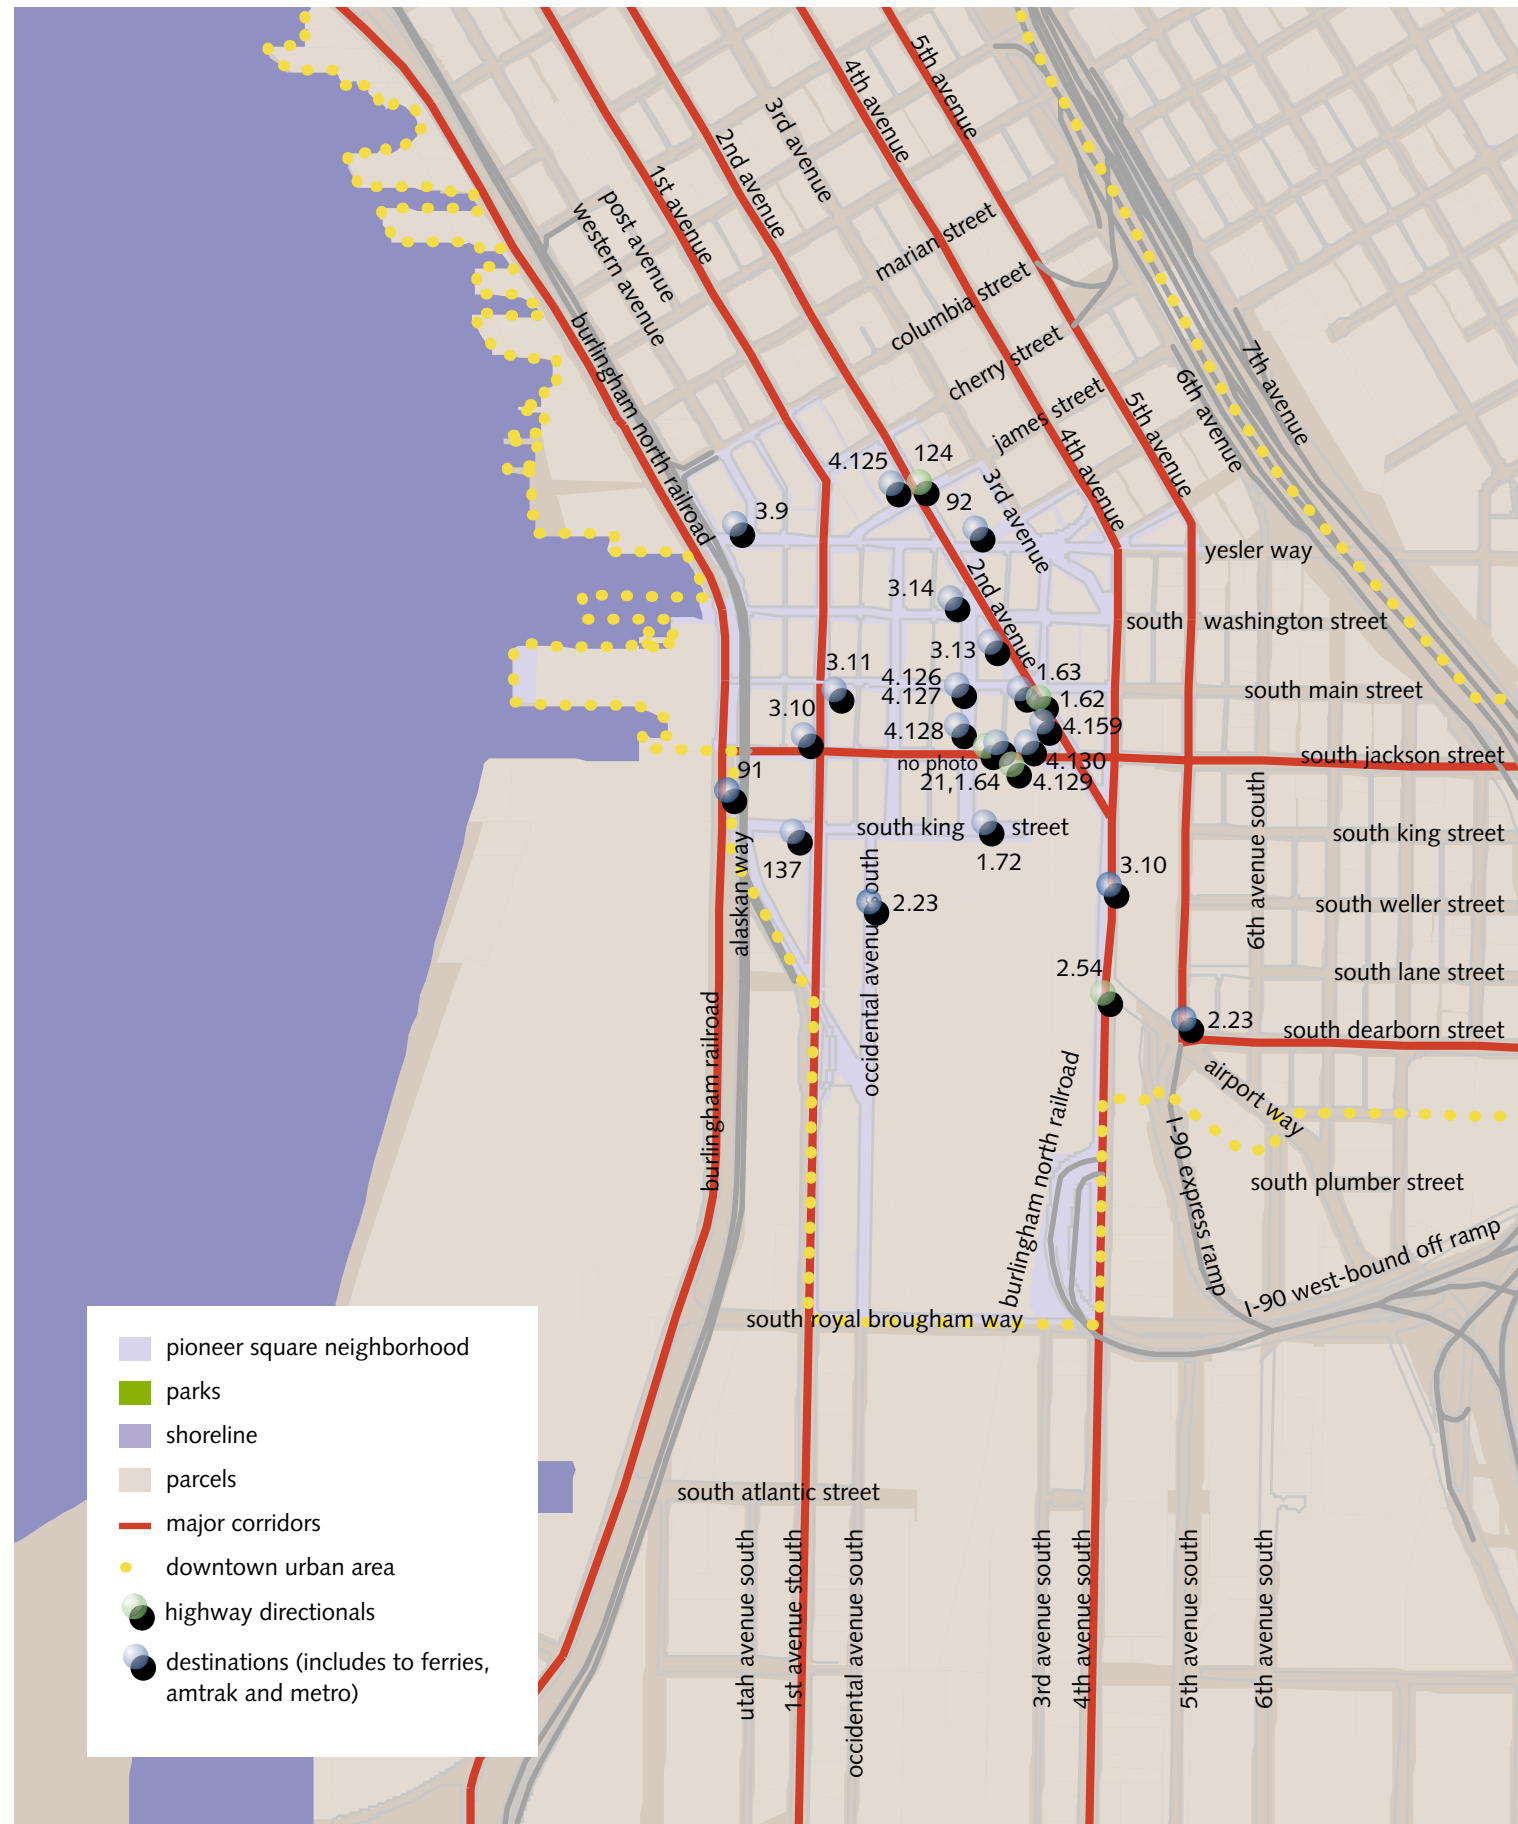 5th avenue
4th avenue
3rd avenue
2nd avenue
1st avenue
post avenue
western avenue
marian street
columbia street
cherry street
james street
burlingham north railroad
7th avenue
6th avenue
5th avenue
4th avenue
3rd avenue
4.125
124
92
3.9
yesler way
3.14
2nd avenue
south washington street
3.13
3.11
1.63
4.126
4.127
1.62
south main street
3.10
4.128
4.159
south jackson street
no photo
4.130
91
21,1.64
4.129
south king street
south king street
137
1.72
3.10
6th avenue south
alaskan way
occidental avenue south
2.23
south weller street
2.54
south lane street
2.23
south dearborn street
burlingham railroad
burlingham north railroad
airport way
I-90 express ramp
south plumber street
I-90 west-bound off ramp
south royal brougham way
south atlantic street
utah avenue south
1st avenue stouth
occidental avenue south
3rd avenue south
4th avenue south
5th avenue south
6th avenue south
pioneer square neighborhood
parks
shoreline
parcels
major corridors
downtown urban area
highway directionals
destinations (includes to ferries,
amtrak and metro)